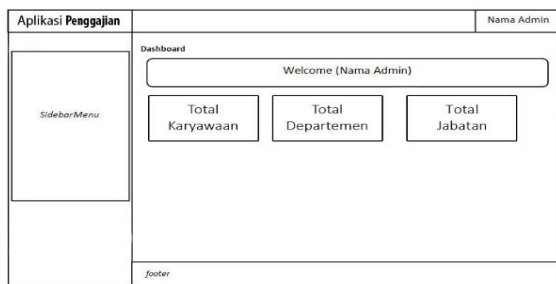 Aplikasi Penggajian
Nama Admin
Dashboard
Welcome (Nama Admin)
SidebarMenu
Total
Karyawaan
Total
Departemen
Total
Jabatan
footer